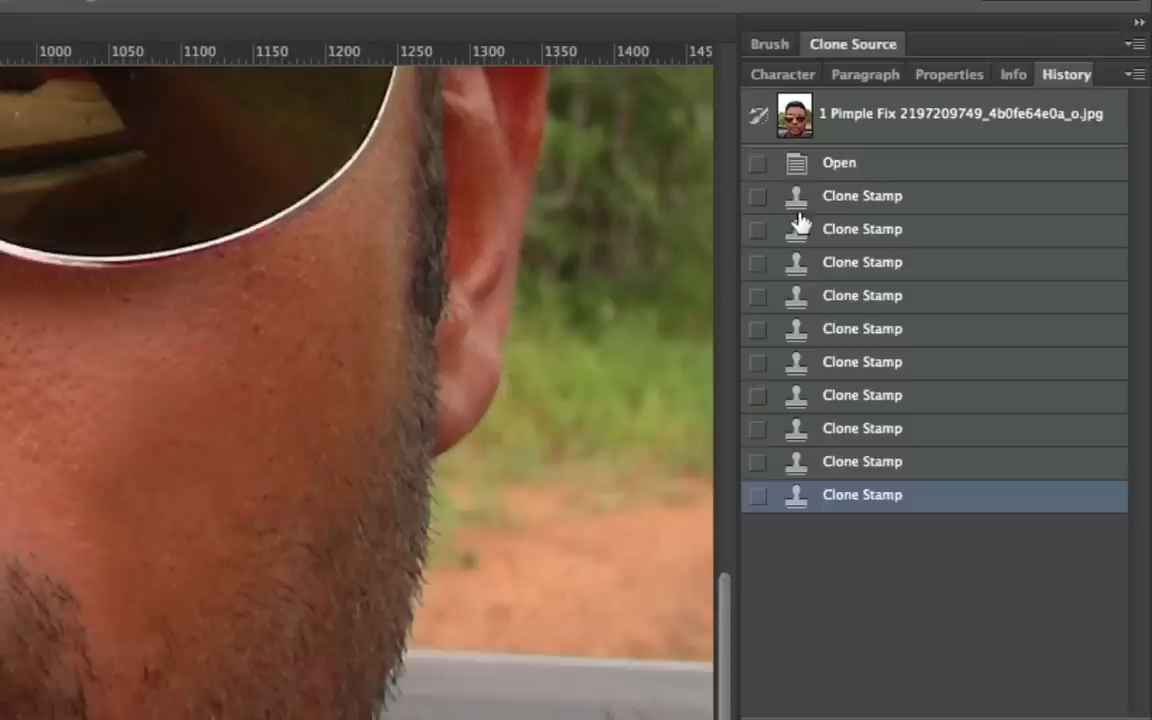 1000 1050 1100 1150 1200 1250 1300 1350 1400 145
Brush Clone Source
Character Paragraph Properties Info History
1 Pimple Fix 2197209749_4b0fe64e0a_o.jpg
Open
Clone Stamp
Clone Stamp
Clone Stamp
Clone Stamp
Clone Stamp
Clone Stamp
Clone Stamp
Clone Stamp
Clone Stamp
Clone Stamp